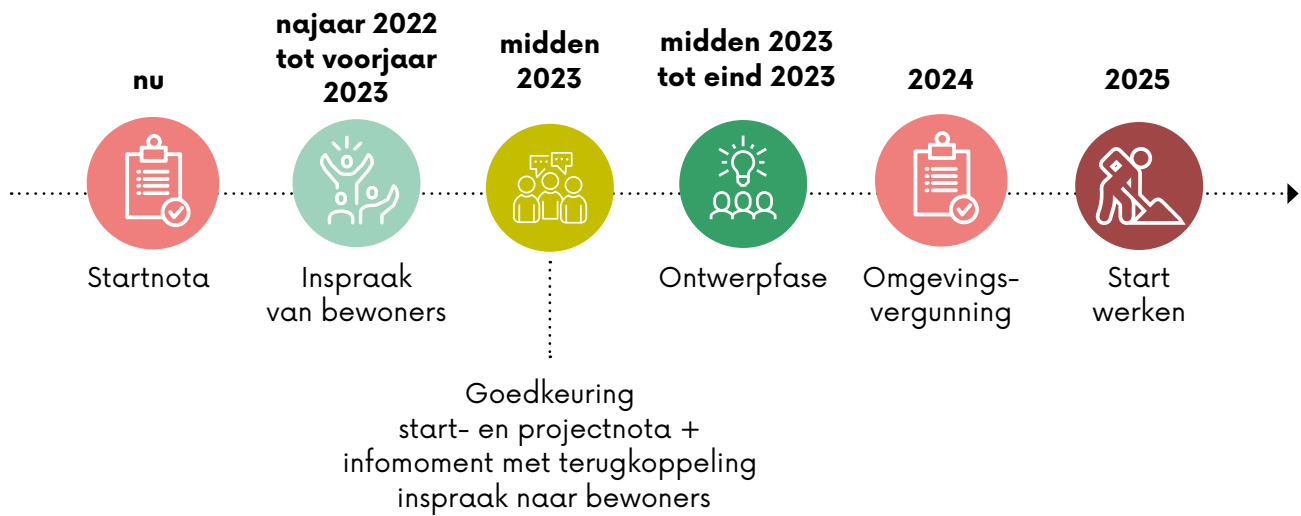 nu
Startnota
najaar 2022
tot voorjaar
2023
Inspraak
van bewoners
midden
2023
Goedkeuring
start- en projectnota +
infomoment met terugkoppeling
inspraak naar bewoners
midden 2023
tot eind 2023
Ontwerpfase
2024
Omgevings-
vergunning
2025
Start
werken